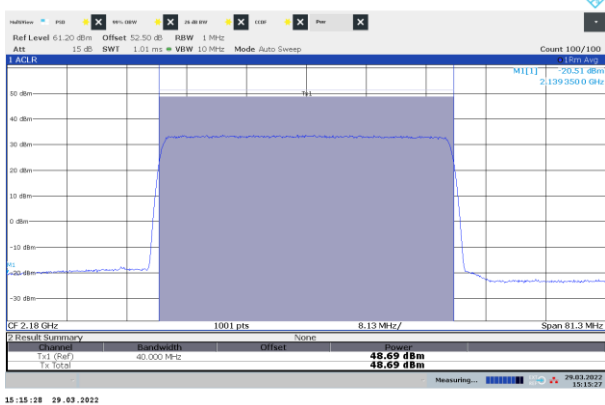 MultiView PSD X 99% OBW X 26 dB BW X CCDF X Pwr X
Ref Level 61.20 dBm Offset 52.50 dB RBW 1 MHz
Att 15 dB SWT 1.01 ms VBW 10 MHz Mode Auto Sweep Count 100/100
1 ACLR 1Rm Avg
M1[1] -20.51 dBm
2.139350 0 GHz
Tx1
50 dBm
40 dBm
30 dBm
20 dBm
10 dBm
0 dBm
-10 dBm
M1
-20 dBm
-30 dBm
CF 2.18 GHz 1001 pts 8.13 MHz/ Span 81.3 MHz
2 Result Summary None
Channel Bandwidth Offset Power
Tx1 (Ref) 40.000 MHz 48.69 dBm
Tx Total 48.69 dBm
Measuring... 29.03.2022
15:15:27
15:15:28 29.03.2022